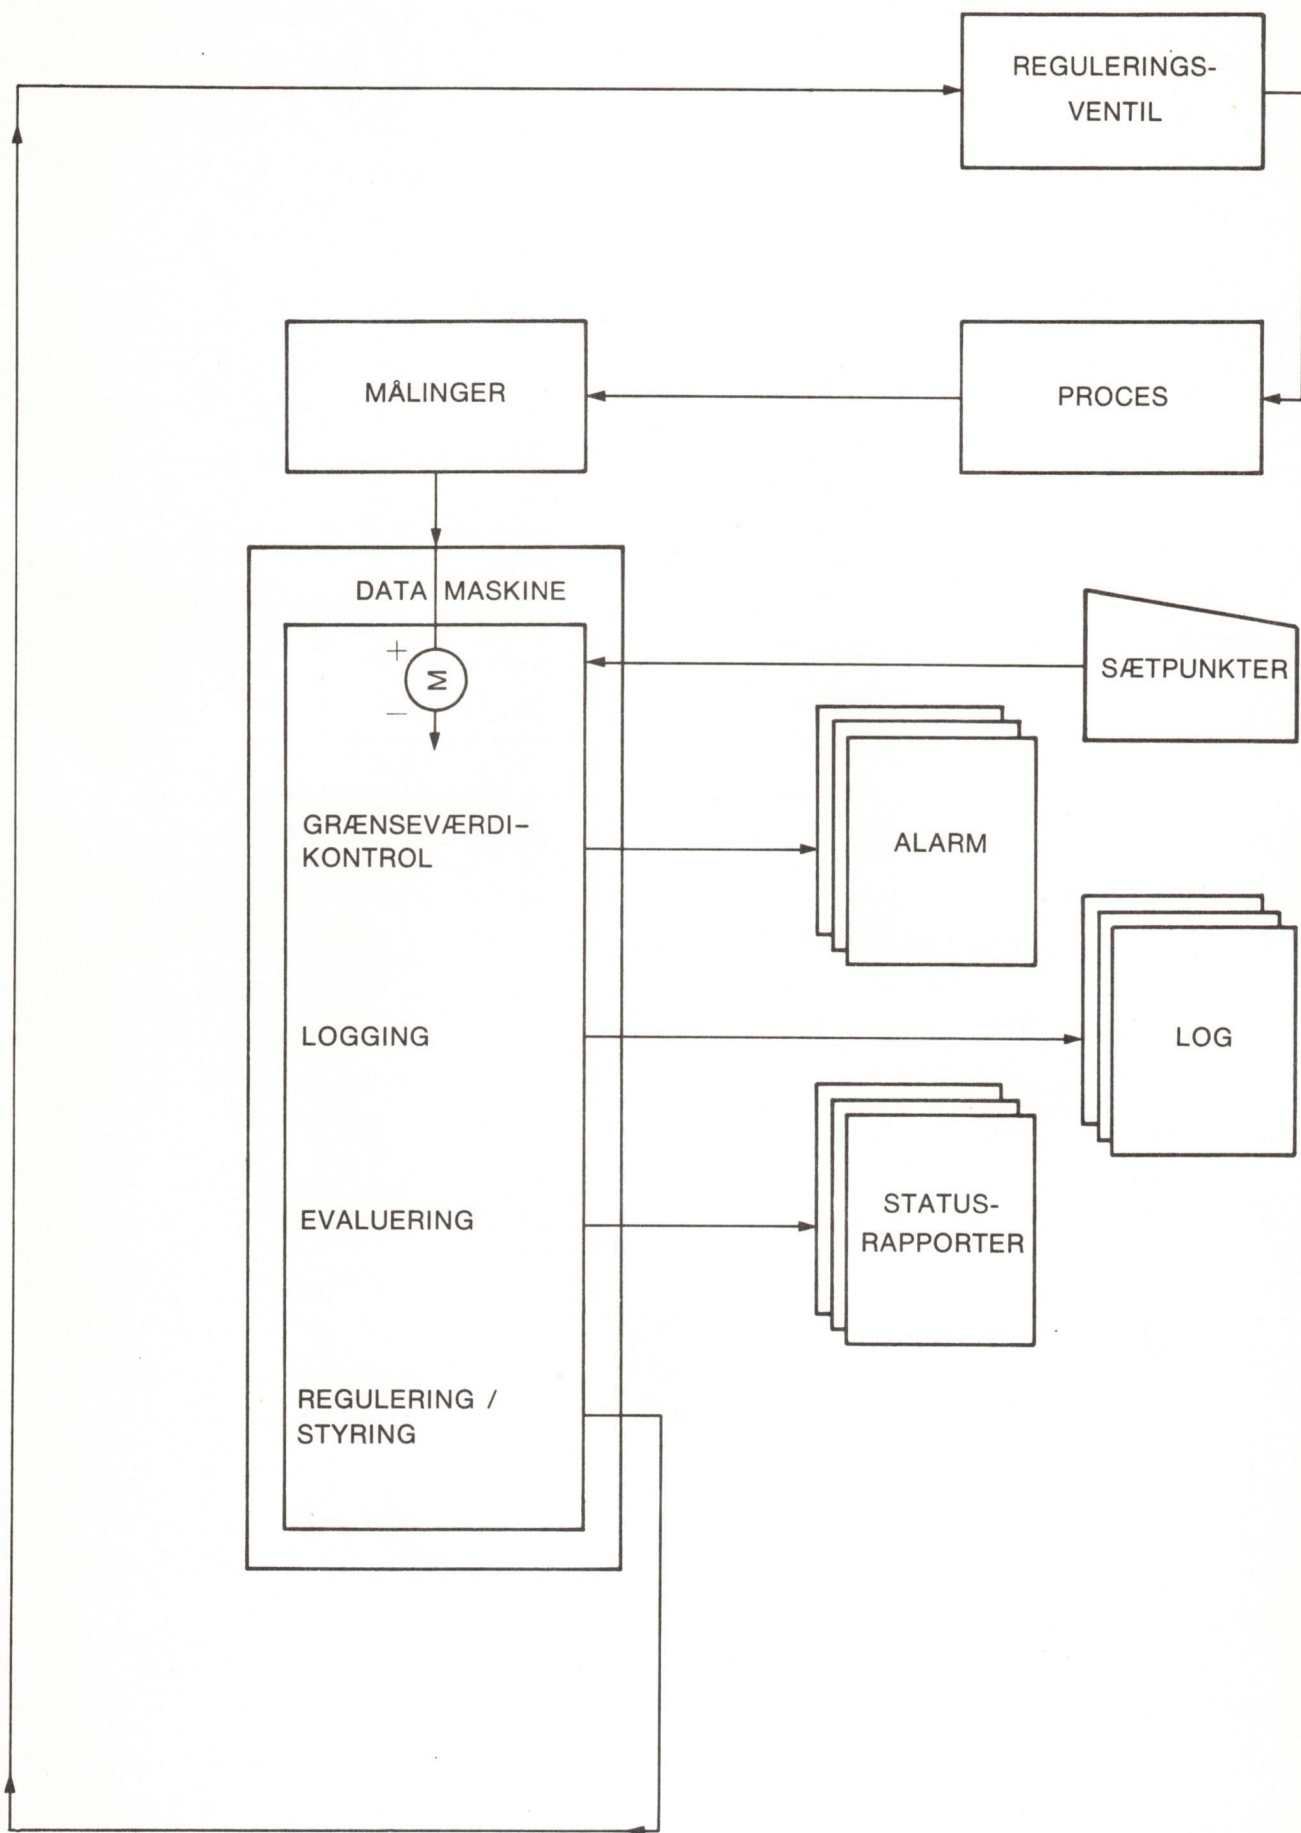 REGULERINGS-
VENTIL
MÅLINGER
PROCES
DATA MASKINE
+
M
–
SÆTPUNKTER
GRÆNSEVÆRDI-
KONTROL
ALARM
LOGGING
LOG
EVALUERING
STATUS-
RAPPORTER
REGULERING /
STYRING